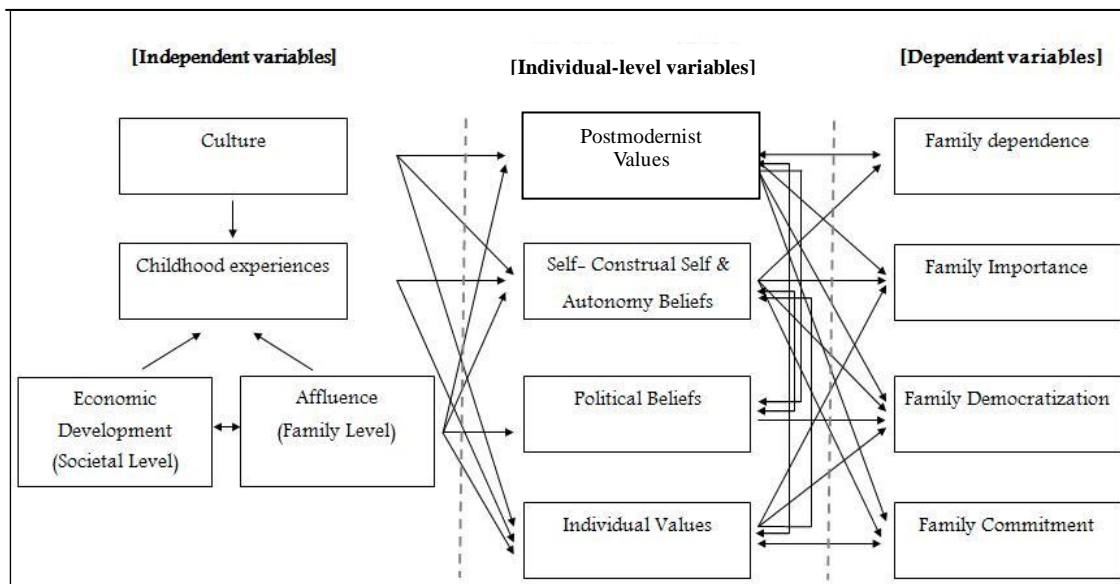 [Independent variables]
[Individual-level variables]
[Dependent variables]
Culture
Childhood experiences
Economic
Development
(Societal Level)
Affluence
(Family Level)
Postmodernist
Values
Self- Construal Self &
Autonomy Beliefs
Political Beliefs
Individual Values
Family dependence
Family Importance
Family Democratization
Family Commitment